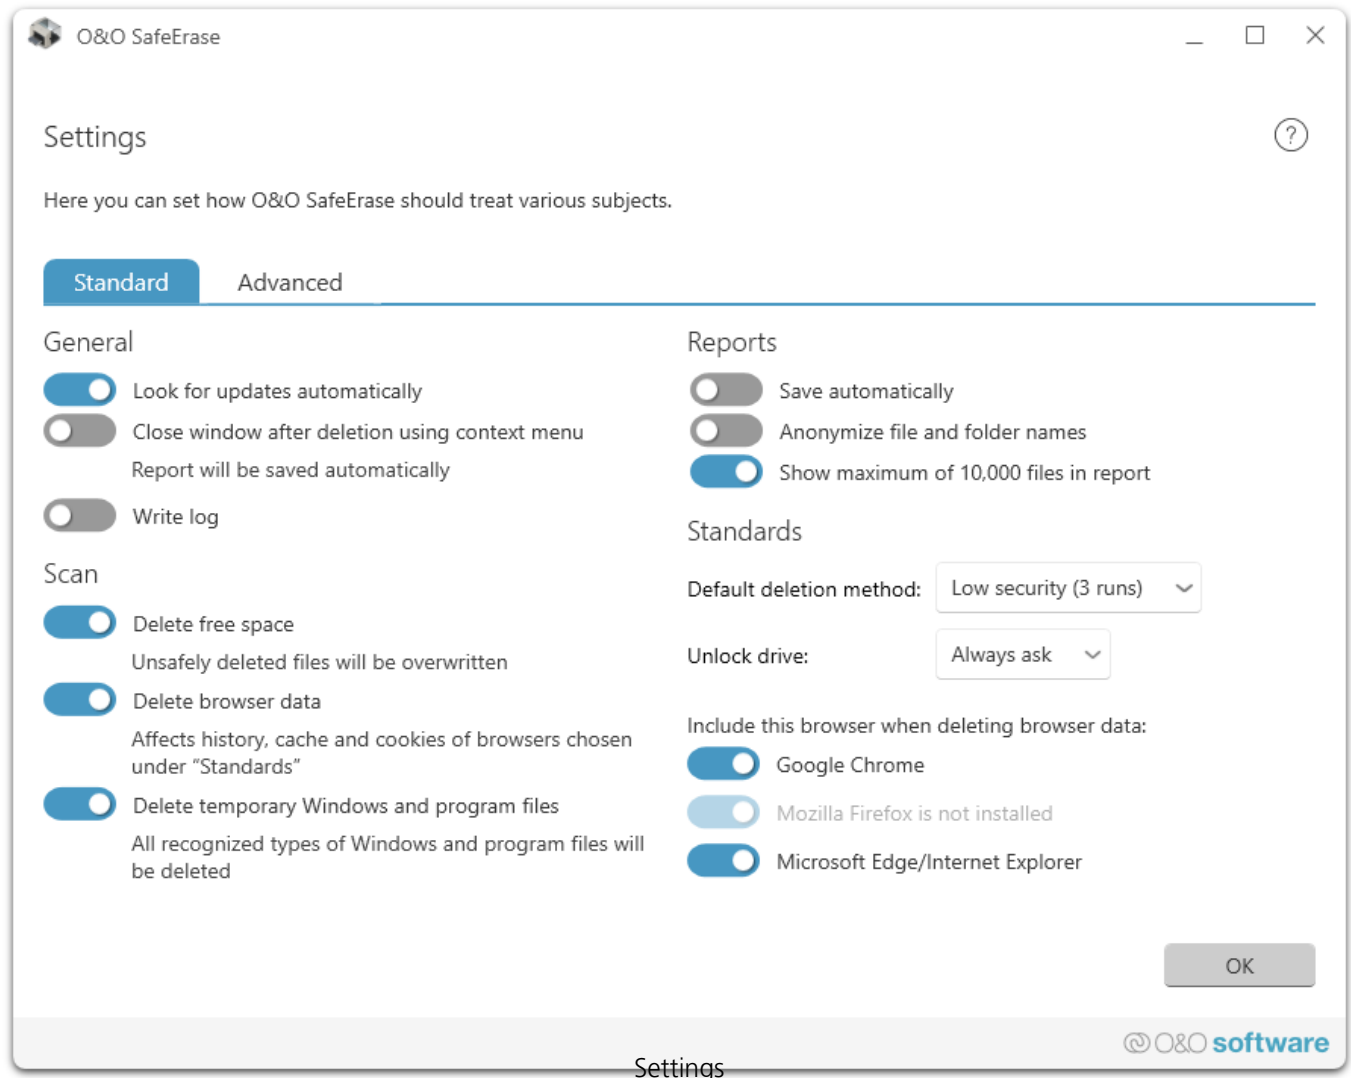 O&O SafeErase
Settings
?
Here you can set how O&O SafeErase should treat various subjects.
Standard
Advanced
General
Look for updates automatically
Close window after deletion using context menu
Report will be saved automatically
Write log
Scan
Delete free space
Unsafely deleted files will be overwritten
Delete browser data
Affects history, cache and cookies of browsers chosen
under “Standards”
Delete temporary Windows and program files
All recognized types of Windows and program files will
be deleted
Reports
Save automatically
Anonymize file and folder names
Show maximum of 10,000 files in report
Standards
Default deletion method: Low security (3 runs)
Unlock drive: Always ask
Include this browser when deleting browser data:
Google Chrome
Mozilla Firefox is not installed
Microsoft Edge/Internet Explorer
OK
O&O software
Settings